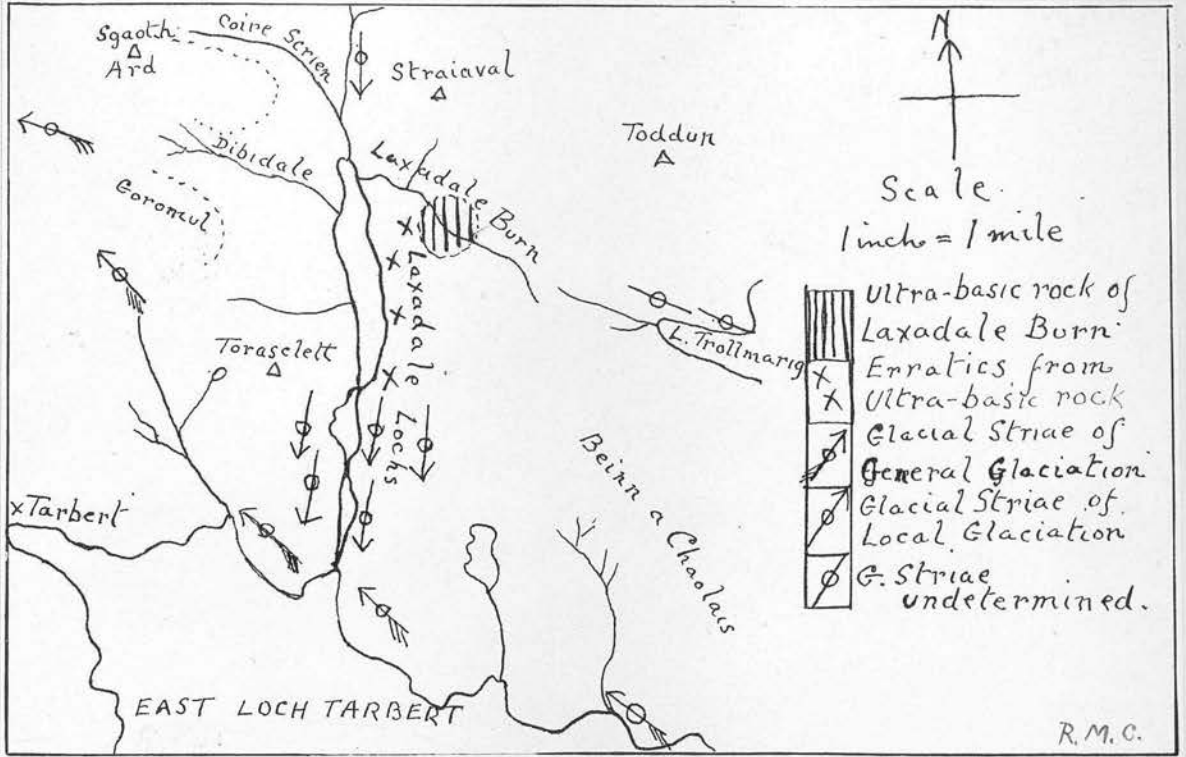 Sgaoth
Ard
Coire Scrien
Straiaval
N
Toddun
Dibidale
Laxadale Burn
Goromul
Scale.
1 inch = 1 mile
Laxadale Lochs
Torasclett
L. Trollmarig
Ultra-basic rock of
Laxadale Burn
Erratics from
Ultra-basic rock
Glacial Striae of
General Glaciation
Glacial Striae of
Local Glaciation
G. Striae
undetermined.
Beinn a Chaolais
x Tarbert
EAST LOCH TARBERT
R.M.C.